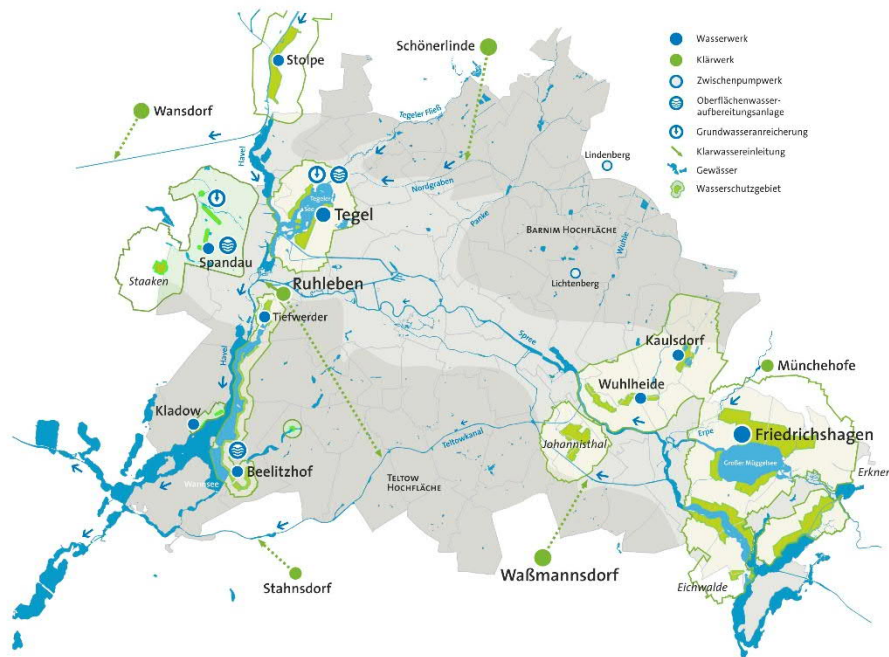 Stolpe
Schönerlinde
Wansdorf
Wasserwerk
Klärwerk
Zwischenpumpwerk
Oberflächenwasser-
aufbereitungsanlage
Grundwasseranreicherung
Klarwassereinleitung
Gewässer
Wasserschutzgebiet
Tegeler Fließ
Havel
Lindenberg
Nordgraben
Tegeler
See
Tegel
Panke
Barnim Hochfläche
Wuhle
Spandau
Staaken
Lichtenberg
Ruhleben
Tiefwerder
Spree
Kaulsdorf
Münchehofe
Havel
Wuhlheide
Kladow
Johannisthal
Erpe
Friedrichshagen
Teltowkanal
Großer Müggelsee
Erkner
Beelitzhof
Teltow
Hochfläche
Wannsee
Stahnsdorf
Waßmannsdorf
Eichwalde